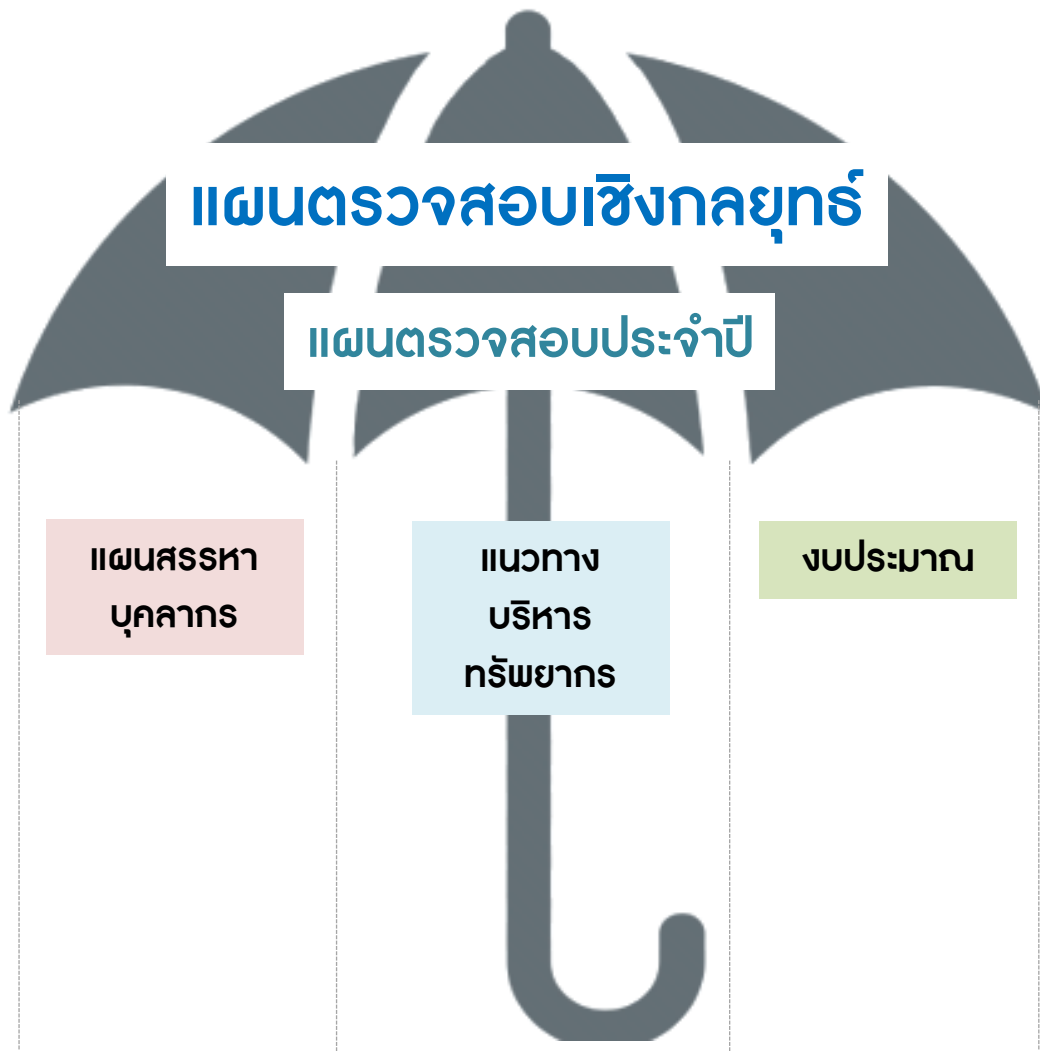 แผนตรวจสอบเชิงกลยุทธ์
แผนตรวจสอบประจำปี
แผนสรรหา
บุคลากร
แนวทาง
บริหาร
ทรัพยากร
งบประมาณ